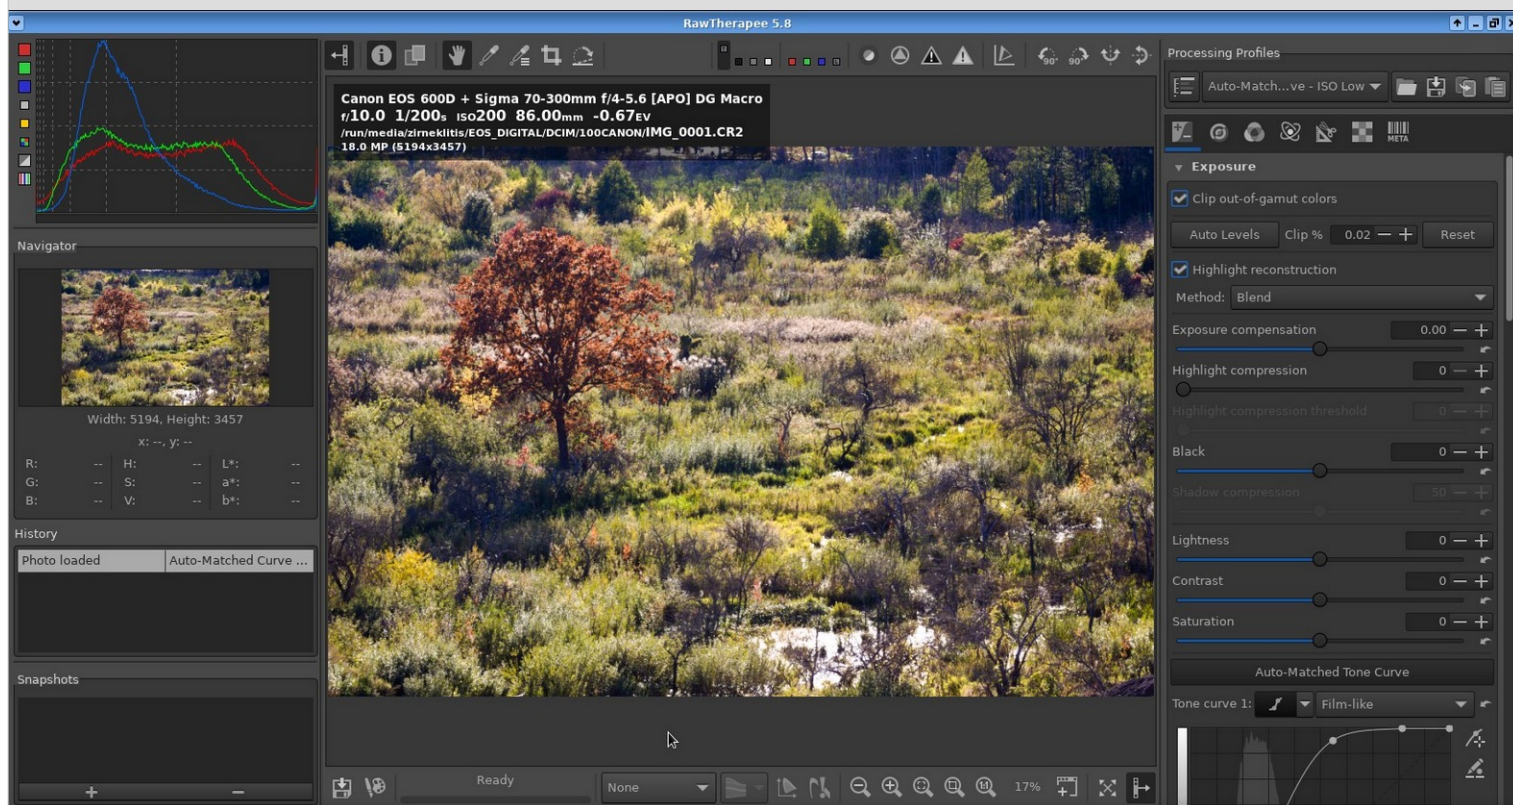 RawTherapee 5.8
Processing Profiles
Auto-Match...ve - ISO Low
META
Canon EOS 600D + Sigma 70-300mm f/4-5.6 [APO] DG Macro
f/10.0 1/200s ISO200 86.00mm -0.67EV
/run/media/zirneklitis/EOS_DIGITAL/DCIM/100CANON/IMG_0001.CR2
18.0 MP (5194x3457)
Navigator
Width: 5194, Height: 3457
x: --, y: --
R: -- H: -- L*: --
G: -- S: -- a*: --
B: -- V: -- b*: --
History
Photo loaded Auto-Matched Curve ...
Snapshots
+ −
Ready
None
17%
Exposure
Clip out-of-gamut colors
Auto Levels Clip % 0.02 − + Reset
Highlight reconstruction
Method: Blend
Exposure compensation 0.00 − +
Highlight compression 0 − +
Highlight compression threshold 0 − +
Black 0 − +
Shadow compression 50 − +
Lightness 0 − +
Contrast 0 − +
Saturation 0 − +
Auto-Matched Tone Curve
Tone curve 1: Film-like